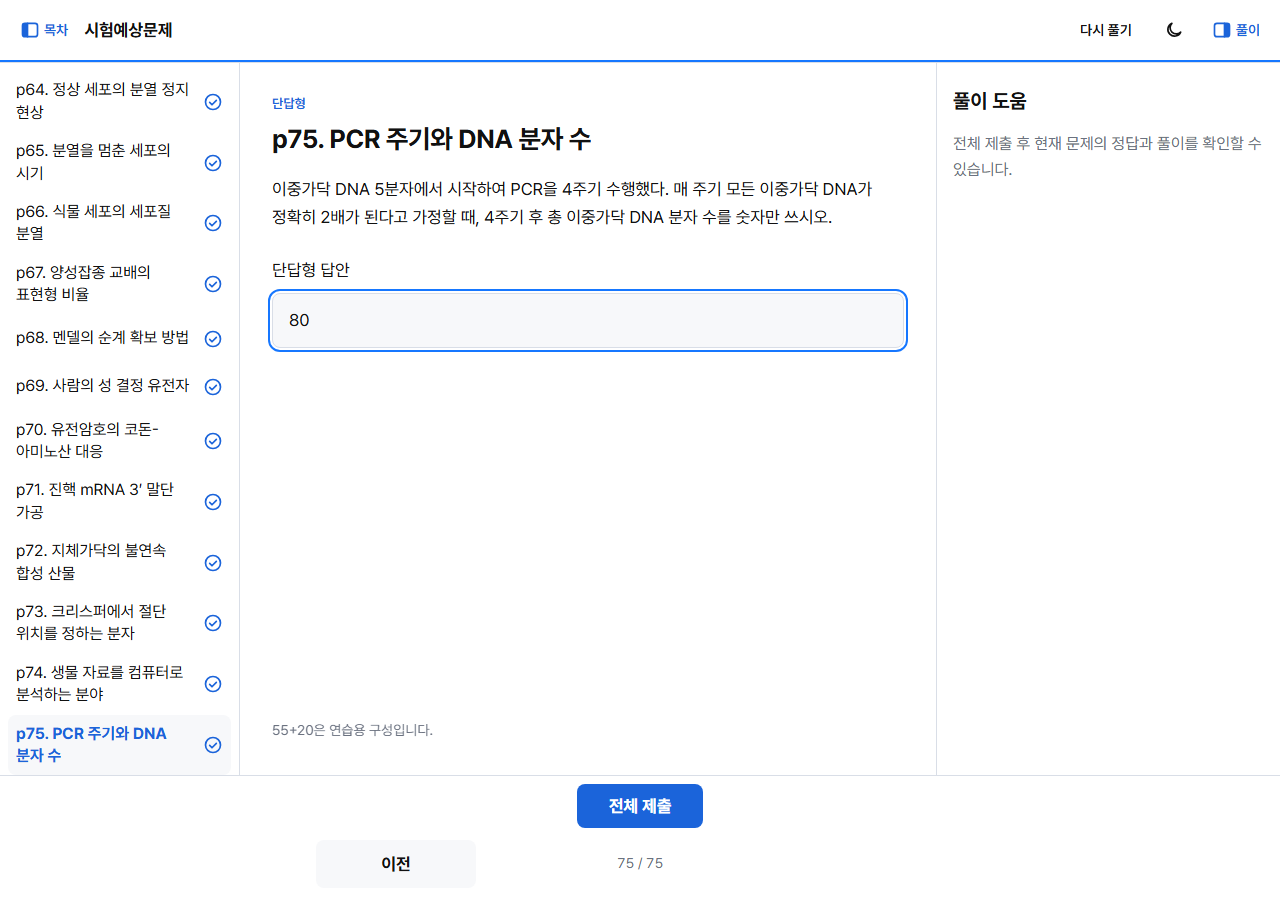 목차 시험예상문제 다시 풀기 풀이
p64. 정상 세포의 분열 정지
현상
p65. 분열을 멈춘 세포의
시기
p66. 식물 세포의 세포질
분열
p67. 양성잡종 교배의
표현형 비율
p68. 멘델의 순계 확보 방법
p69. 사람의 성 결정 유전자
p70. 유전암호의 코돈-
아미노산 대응
p71. 진핵 mRNA 3′ 말단
가공
p72. 지체가닥의 불연속
합성 산물
p73. 크리스퍼에서 절단
위치를 정하는 분자
p74. 생물 자료를 컴퓨터로
분석하는 분야
p75. PCR 주기와 DNA
분자 수
단답형
p75. PCR 주기와 DNA 분자 수
이중가닥 DNA 5분자에서 시작하여 PCR을 4주기 수행했다. 매 주기 모든 이중가닥 DNA가
정확히 2배가 된다고 가정할 때, 4주기 후 총 이중가닥 DNA 분자 수를 숫자만 쓰시오.
단답형 답안
80
55+20은 연습용 구성입니다.
풀이 도움
전체 제출 후 현재 문제의 정답과 풀이를 확인할 수
있습니다.
전체 제출
이전 75 / 75